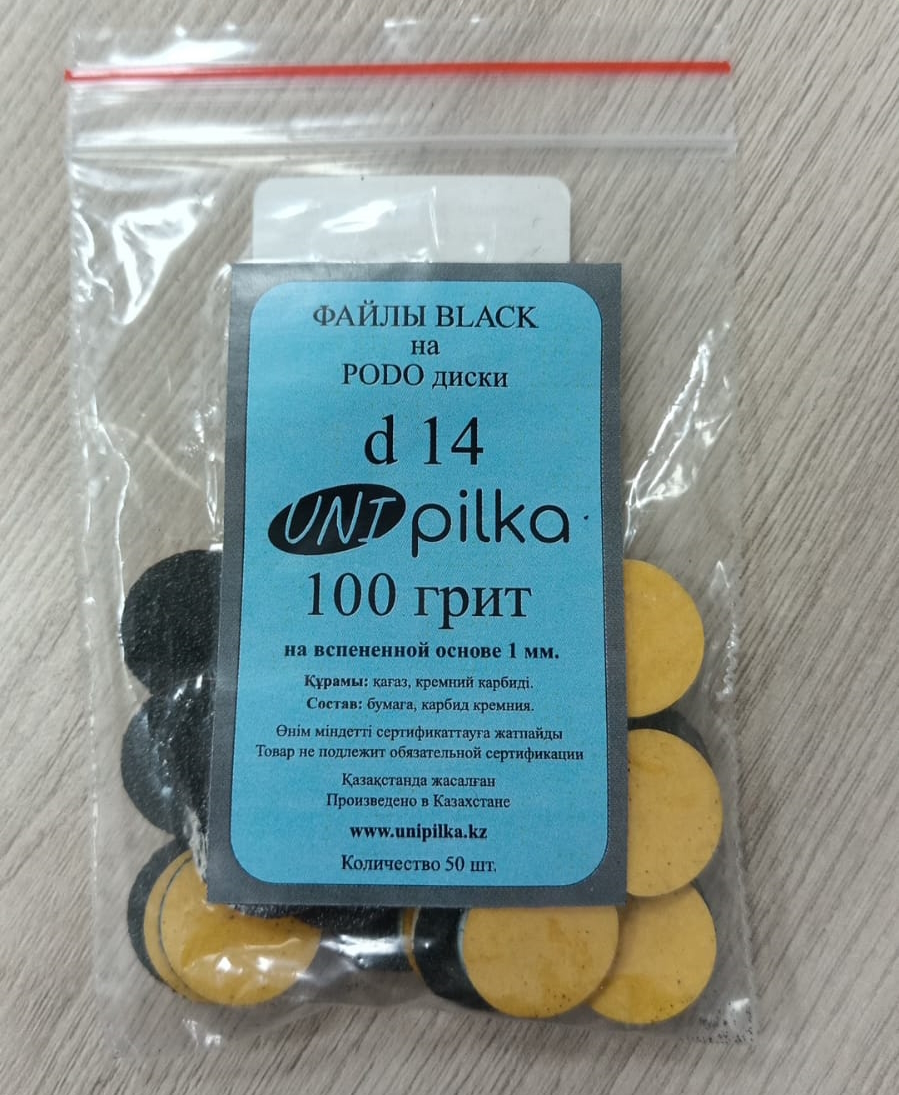 ФАЙЛЫ BLACK
на
PODO диски
d 14
UNI pilka
100 грит
на вспененной основе 1 мм.
Құрамы: қағаз, кремний карбиді.
Состав: бумага, карбид кремния.
Өнім міндетті сертификаттауға жатпайды
Товар не подлежит обязательной сертификации
Қазақстанда жасалған
Произведено в Казахстане
www.unipilka.kz
Количество 50 шт.